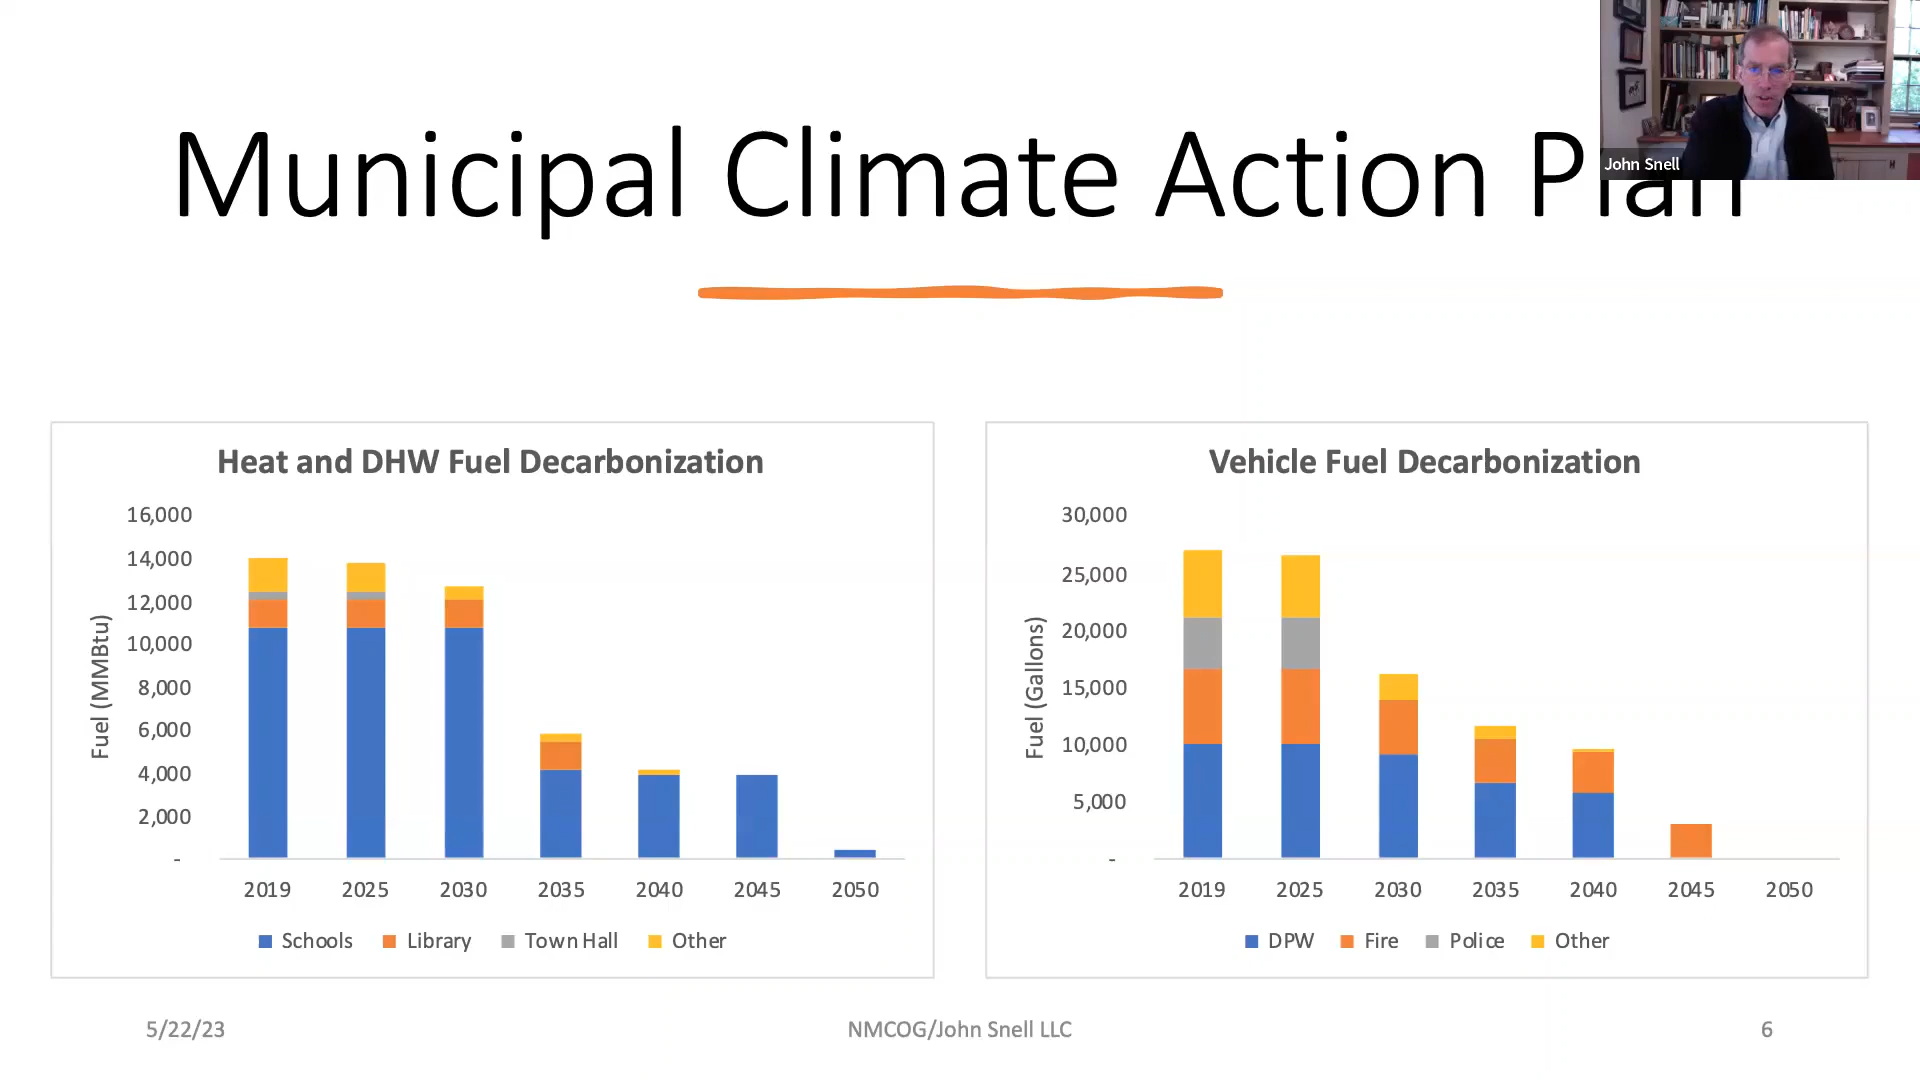 Municipal Climate Action Plan
John Snell
Heat and DHW Fuel Decarbonization
Fuel (MMBtu)
16,000
14,000
12,000
10,000
8,000
6,000
4,000
2,000
-
2019 2025 2030 2035 2040 2045 2050
Schools Library Town Hall Other
Vehicle Fuel Decarbonization
Fuel (Gallons)
30,000
25,000
20,000
15,000
10,000
5,000
-
2019 2025 2030 2035 2040 2045 2050
DPW Fire Police Other
5/22/23 NMCOG/John Snell LLC 6